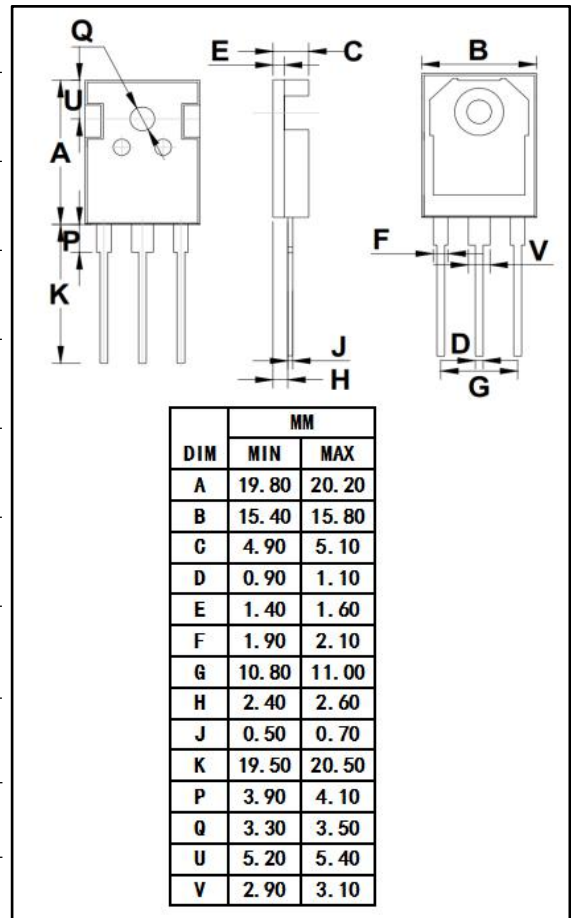 Q
E
C
B
U
A
P
K
F
V
J
D
H
G
MM
DIM MIN MAX
A 19.80 20.20
B 15.40 15.80
C 4.90 5.10
D 0.90 1.10
E 1.40 1.60
F 1.90 2.10
G 10.80 11.00
H 2.40 2.60
J 0.50 0.70
K 19.50 20.50
P 3.90 4.10
Q 3.30 3.50
U 5.20 5.40
V 2.90 3.10